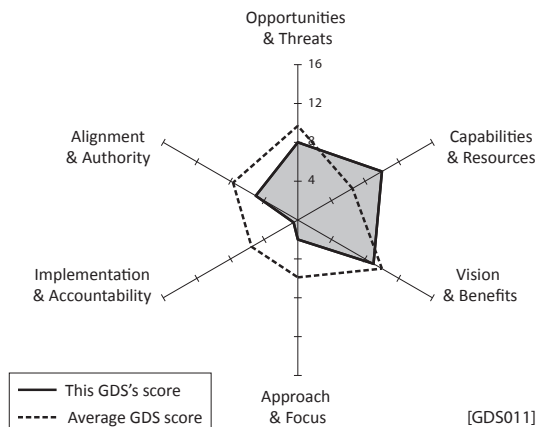 Opportunities
& Threats
16
12
8
4
Alignment
& Authority
Capabilities
& Resources
Implementation
& Accountability
Vision
& Benefits
Approach
& Focus
This GDS's score
Average GDS score
[GDS011]